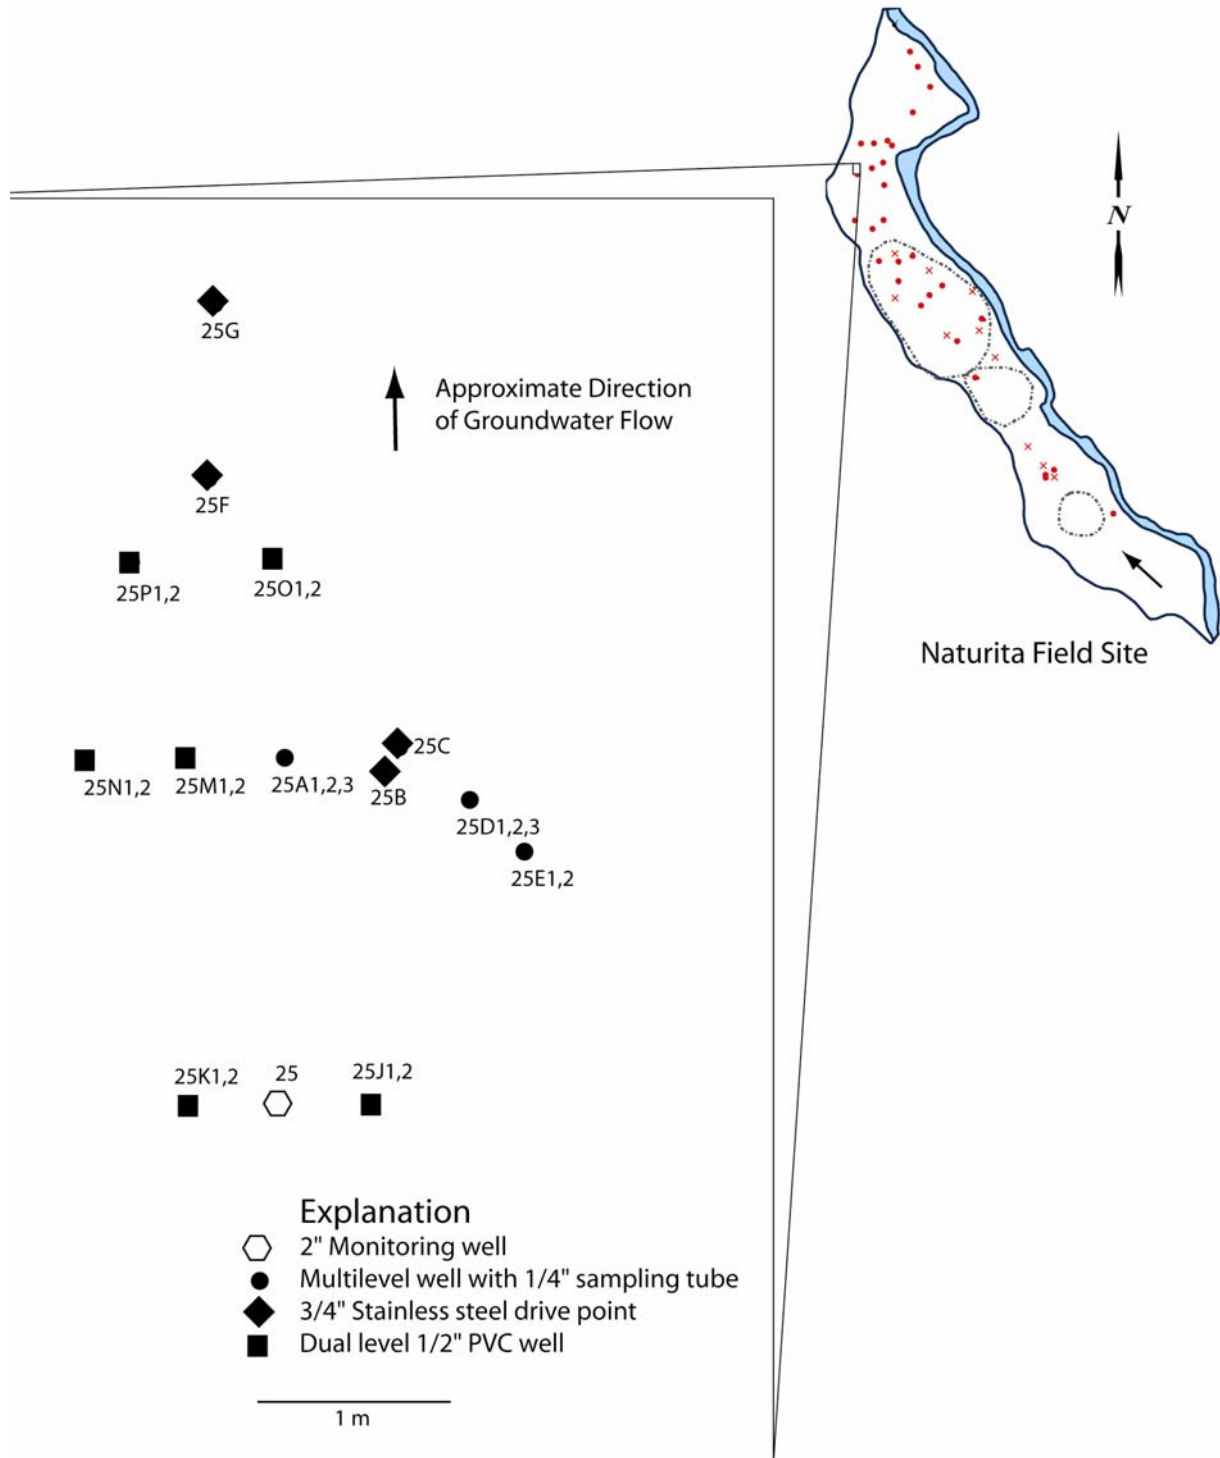 N
25G
Approximate Direction
of Groundwater Flow
25F
25P1,2
25O1,2
Naturita Field Site
25C
25N1,2
25M1,2
25A1,2,3
25B
25D1,2,3
25E1,2
25K1,2
25
25J1,2
Explanation
2" Monitoring well
Multilevel well with 1/4" sampling tube
3/4" Stainless steel drive point
Dual level 1/2" PVC well
1 m